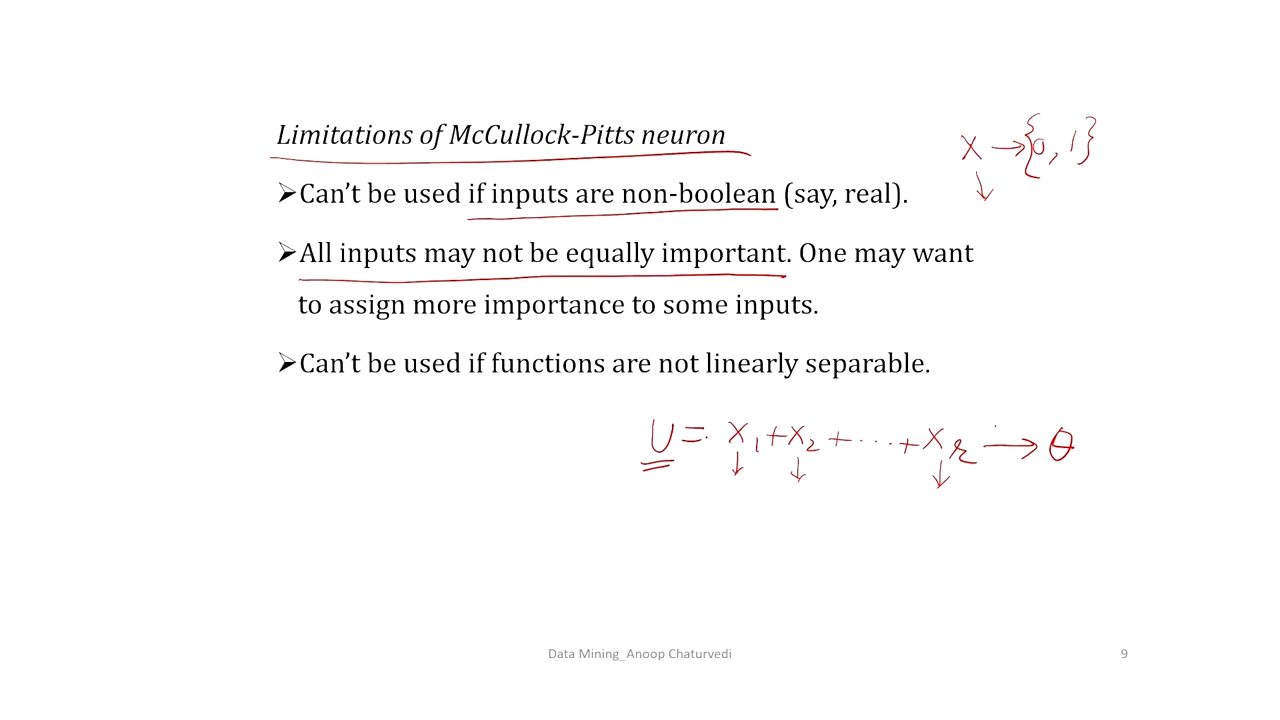 Limitations of McCullock-Pitts neuron
X → {0, 1}
➢Can't be used if inputs are non-boolean (say, real).
➢All inputs may not be equally important. One may want
to assign more importance to some inputs.
➢Can't be used if functions are not linearly separable.
U = X₁ + X₂ + ... + Xᵣ → θ
Data Mining_Anoop Chaturvedi
9